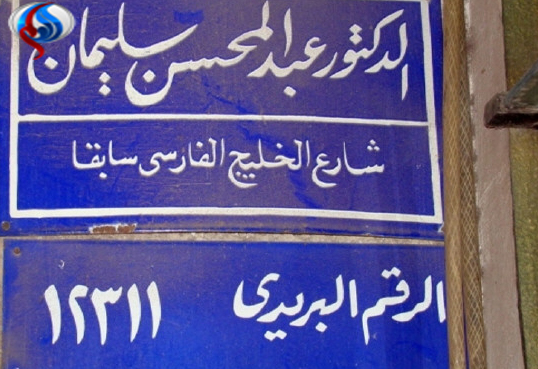 الدكتور عبد المحسن سليمان
شارع الخليج الفارسى سابقا
الرقم البريدى ١٢٣١١